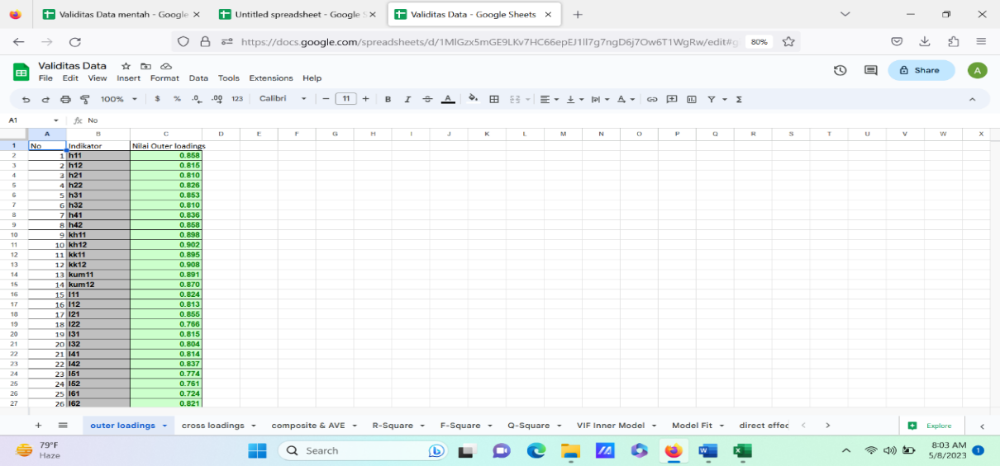 Validitas Data mentah - Google
Untitled spreadsheet - Google S
Validitas Data - Google Sheets
https://docs.google.com/spreadsheets/d/1MlGzx5mGE9LKv7HC66epEJ1Il7g7ngD6j7Ow6T1WgRw/edit#g
80%
Validitas Data
Share
A
File Edit View Insert Format Data Tools Extensions Help
100% $ % .0 .00 123 Calibri 11 B I S A
A1 fx No
A B C D E F G H I J K L M N O P Q R S T U V W X
1 No Indikator Nilai Outer loadings
2 1 h11 0.858
3 2 h12 0.815
4 3 h21 0.810
5 4 h22 0.826
6 5 h31 0.853
7 6 h32 0.810
8 7 h41 0.836
9 8 h42 0.858
10 9 kh11 0.898
11 10 kh12 0.902
12 11 kk11 0.895
13 12 kk12 0.908
14 13 kum11 0.891
15 14 kum12 0.870
16 15 l11 0.824
17 16 l12 0.813
18 17 l21 0.855
19 18 l22 0.766
20 19 l31 0.815
21 20 l32 0.804
22 21 l41 0.814
23 22 l42 0.837
24 23 l51 0.774
25 24 l52 0.761
26 25 l61 0.724
27 26 l62 0.821
outer loadings cross loadings composite & AVE R-Square F-Square Q-Square VIF Inner Model Model Fit direct effec
Explore
79°F
Haze
Search
8:03 AM
5/8/2023
1